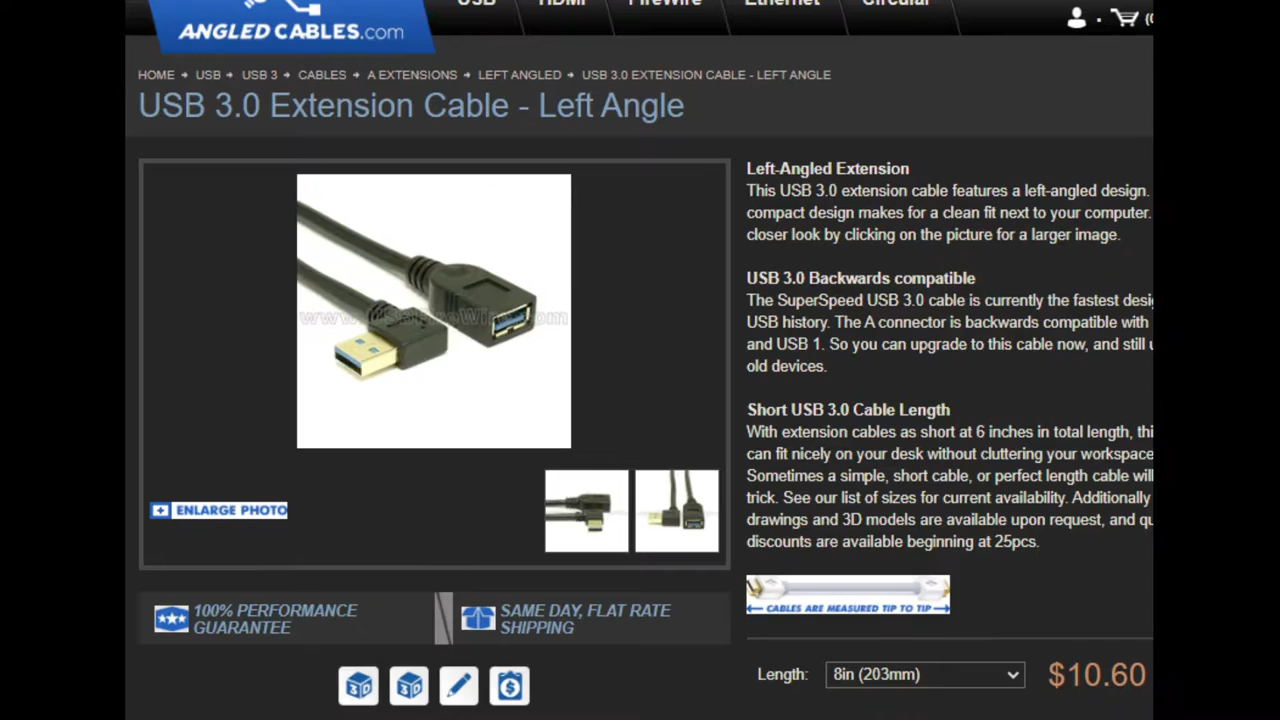 USB HDMI FireWire Ethernet Circular
ANGLED CABLES.com
HOME USB USB 3 CABLES A EXTENSIONS LEFT ANGLED USB 3.0 EXTENSION CABLE - LEFT ANGLE
USB 3.0 Extension Cable - Left Angle
ENLARGE PHOTO
100% PERFORMANCE
GUARANTEE
SAME DAY, FLAT RATE
SHIPPING
Left-Angled Extension
This USB 3.0 extension cable features a left-angled design.
compact design makes for a clean fit next to your computer.
closer look by clicking on the picture for a larger image.
USB 3.0 Backwards compatible
The SuperSpeed USB 3.0 cable is currently the fastest desi
USB history. The A connector is backwards compatible with
and USB 1. So you can upgrade to this cable now, and still
old devices.
Short USB 3.0 Cable Length
With extension cables as short at 6 inches in total length, thi
can fit nicely on your desk without cluttering your workspace
Sometimes a simple, short cable, or perfect length cable will
trick. See our list of sizes for current availability. Additionally
drawings and 3D models are available upon request, and qu
discounts are available beginning at 25pcs.
CABLES ARE MEASURED TIP TO TIP
Length: 8in (203mm) $10.60